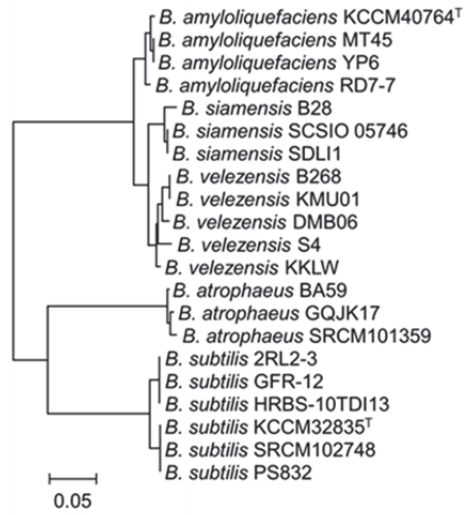 B. amyloliquefaciens KCCM40764ᵀ
B. amyloliquefaciens MT45
B. amyloliquefaciens YP6
B. amyloliquefaciens RD7-7
B. siamensis B28
B. siamensis SCSIO 05746
B. siamensis SDLI1
B. velezensis B268
B. velezensis KMU01
B. velezensis DMB06
B. velezensis S4
B. velezensis KKLW
B. atrophaeus BA59
B. atrophaeus GQJK17
B. atrophaeus SRCM101359
B. subtilis 2RL2-3
B. subtilis GFR-12
B. subtilis HRBS-10TDI13
B. subtilis KCCM32835ᵀ
B. subtilis SRCM102748
B. subtilis PS832
0.05